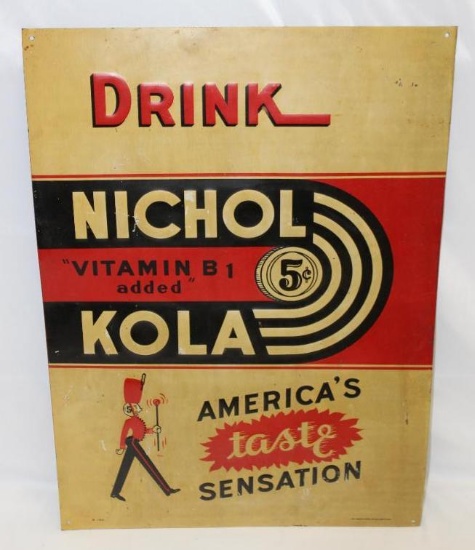 DRINK
NICHOL
"VITAMIN B1
added"
5¢
KOLA
AMERICA'S
taste
SENSATION